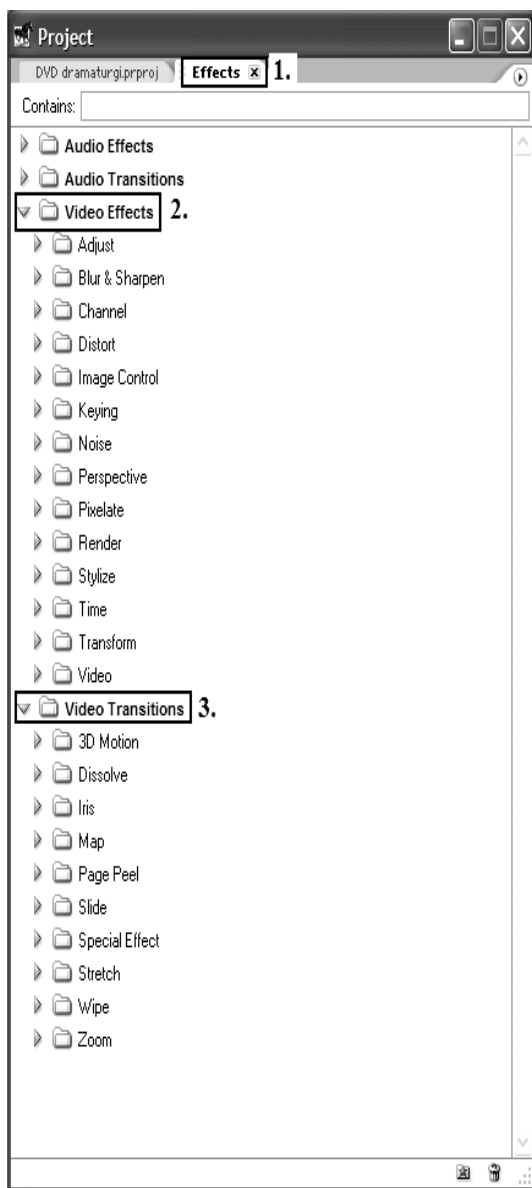 Project
DVD dramaturgi.prproj Effects 1.
Contains:
Audio Effects
Audio Transitions
Video Effects 2.
Adjust
Blur & Sharpen
Channel
Distort
Image Control
Keying
Noise
Perspective
Pixelate
Render
Stylize
Time
Transform
Video
Video Transitions 3.
3D Motion
Dissolve
Iris
Map
Page Peel
Slide
Special Effect
Stretch
Wipe
Zoom